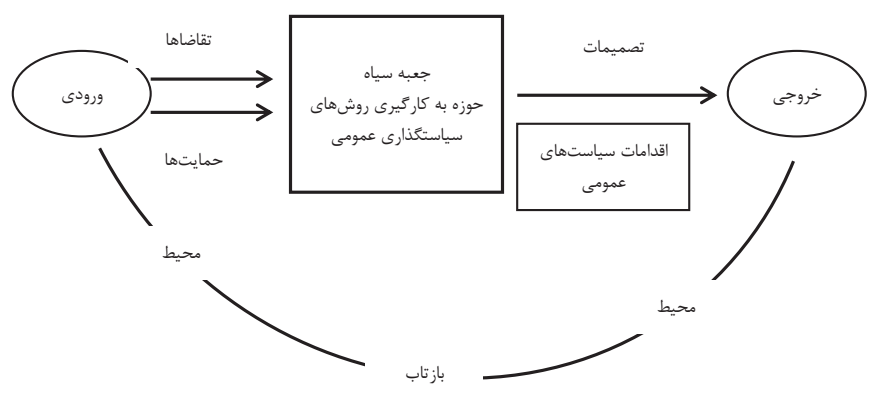 تقاضاها
تصمیمات
ورودی
جعبه سیاه
حوزه به کارگیری روش‌های
سیاستگذاری عمومی
خروجی
حمایت‌ها
اقدامات سیاست‌های
عمومی
محیط
محیط
بازتاب